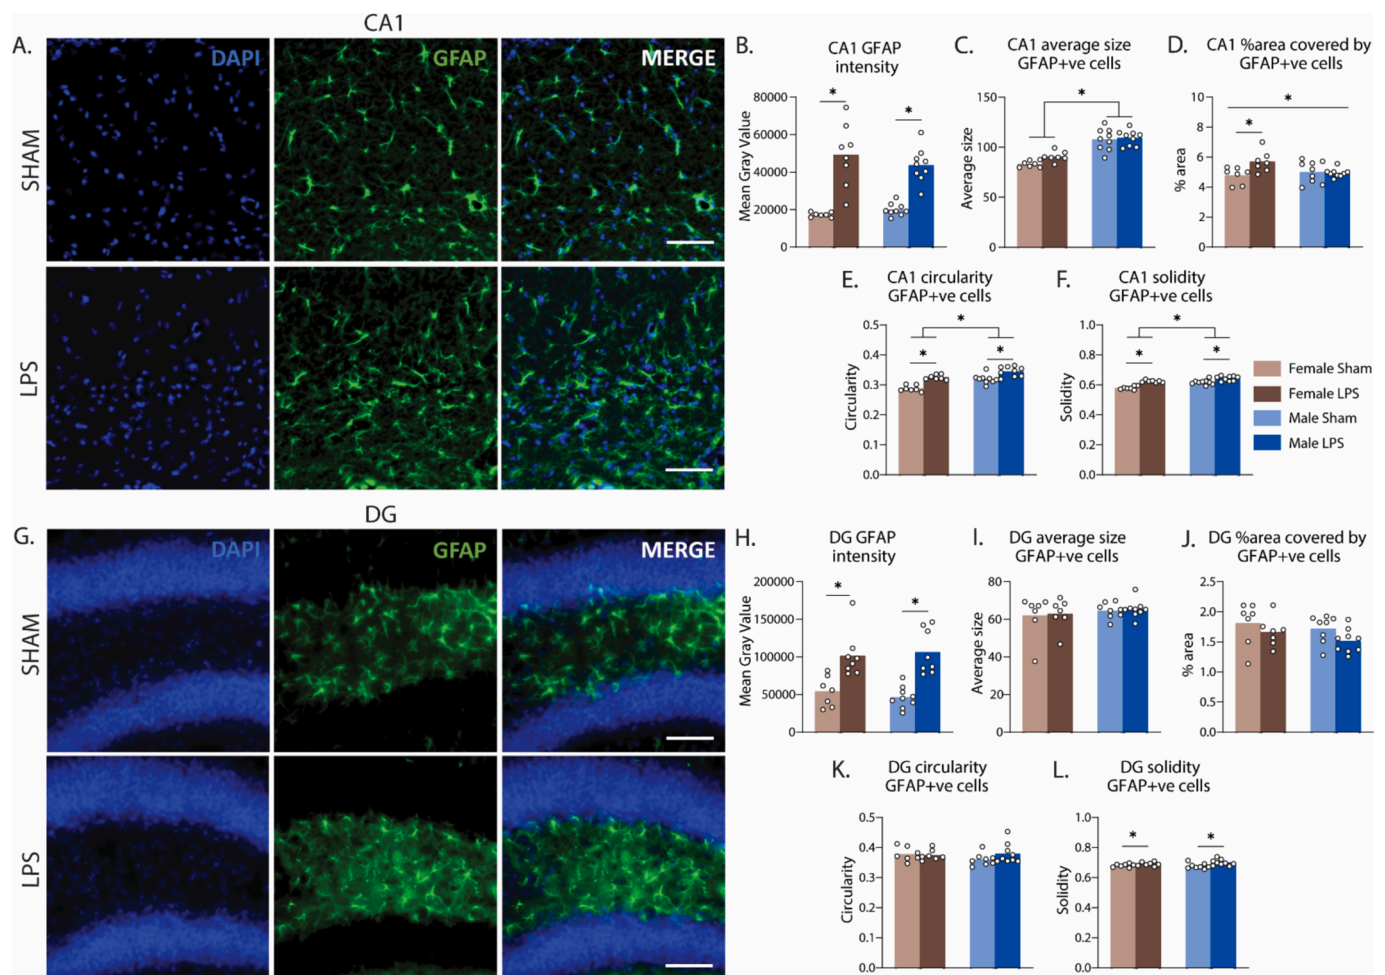 CA1
A.
DAPI
GFAP
MERGE
SHAM
LPS
B.
CA1 GFAP
intensity
Mean Gray Value
80000
60000
40000
20000
0
*
*
C.
CA1 average size
GFAP+ve cells
Average size
150
100
50
0
*
D.
CA1 %area covered by
GFAP+ve cells
% area
10
8
6
4
2
0
*
*
E.
CA1 circularity
GFAP+ve cells
Circularity
0.5
0.4
0.3
0.2
0.1
0.0
*
*
*
F.
CA1 solidity
GFAP+ve cells
Solidity
1.0
0.8
0.6
0.4
0.2
0.0
*
*
*
Female Sham
Female LPS
Male Sham
Male LPS
DG
G.
DAPI
GFAP
MERGE
SHAM
LPS
H.
DG GFAP
intensity
Mean Gray Value
200000
150000
100000
50000
0
*
*
I.
DG average size
GFAP+ve cells
Average size
80
60
40
20
0
J.
DG %area covered by
GFAP+ve cells
% area
2.5
2.0
1.5
1.0
0.5
0.0
K.
DG circularity
GFAP+ve cells
Circularity
0.5
0.4
0.3
0.2
0.1
0.0
L.
DG solidity
GFAP+ve cells
Solidity
1.0
0.8
0.6
0.4
0.2
0.0
*
*